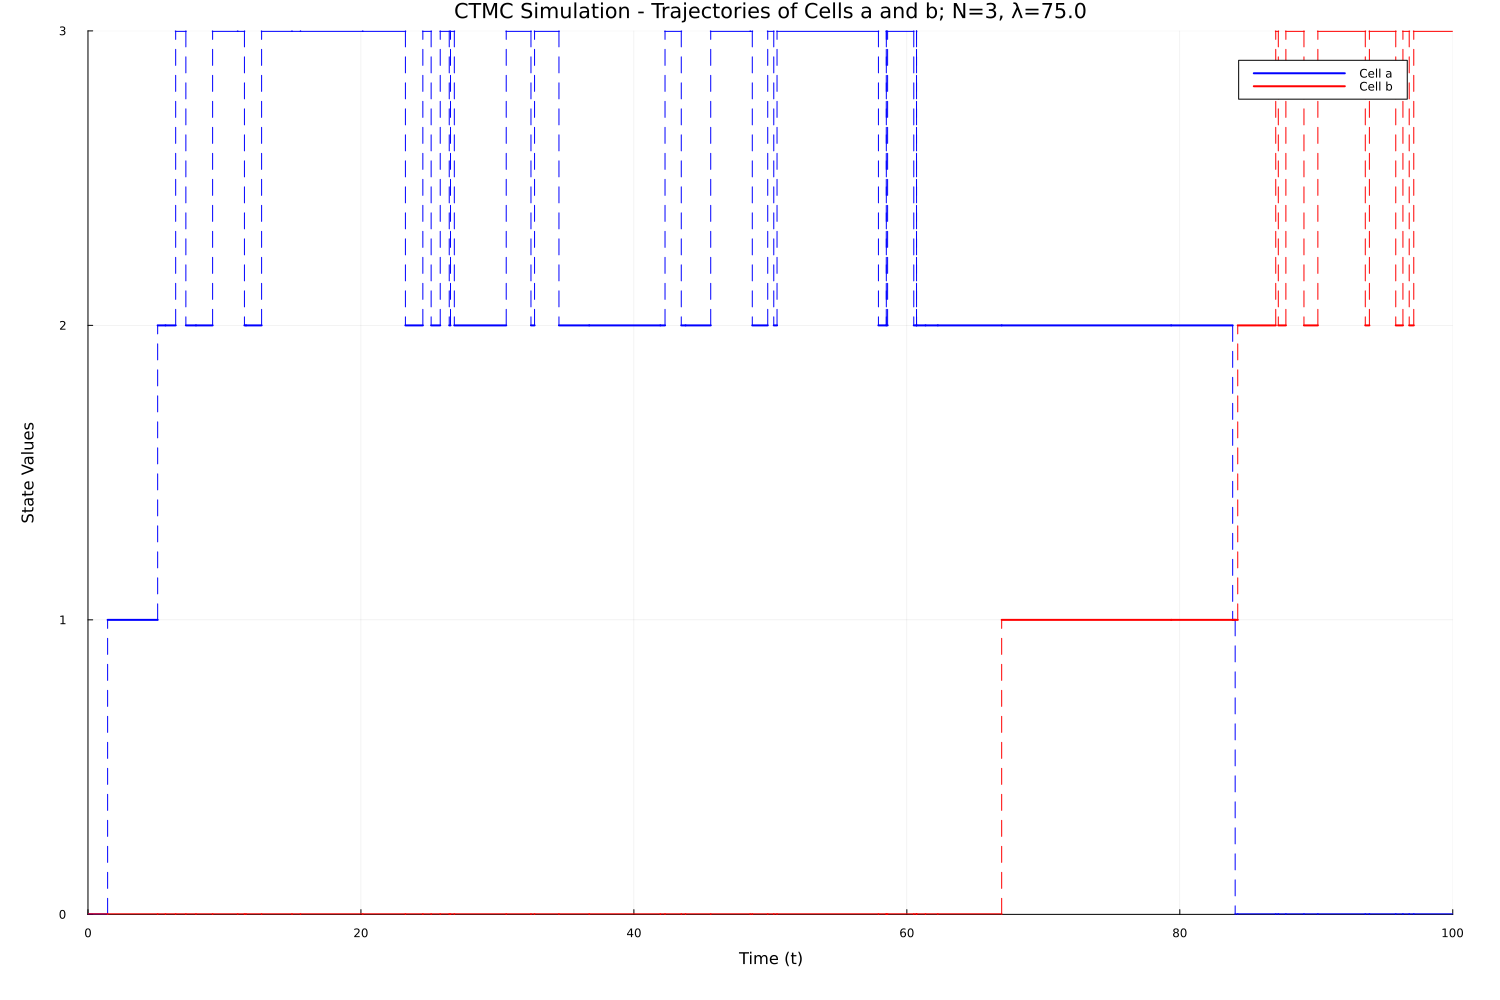 CTMC Simulation - Trajectories of Cells a and b; N=3, λ=75.0
3
Cell a
Cell b
2
State Values
1
0
0 20 40 60 80 100
Time (t)